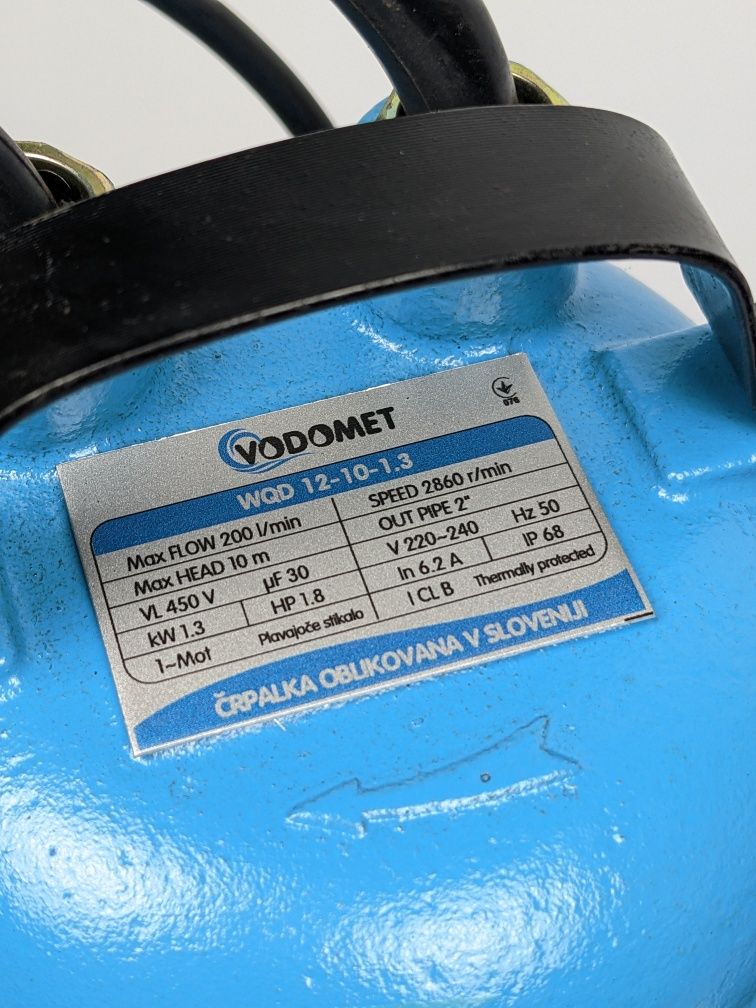 076
VODOMET
WQD 12-10-1.3
Max FLOW 200 l/min SPEED 2860 r/min
Max HEAD 10 m OUT PIPE 2"
VL 450 V µF 30 V 220~240 Hz 50
kW 1.3 HP 1.8 In 6.2 A IP 68
1~Mot Plavajoče stikalo I CL B Thermally protected
ČRPALKA OBLIKOVANA V SLOVENIJI